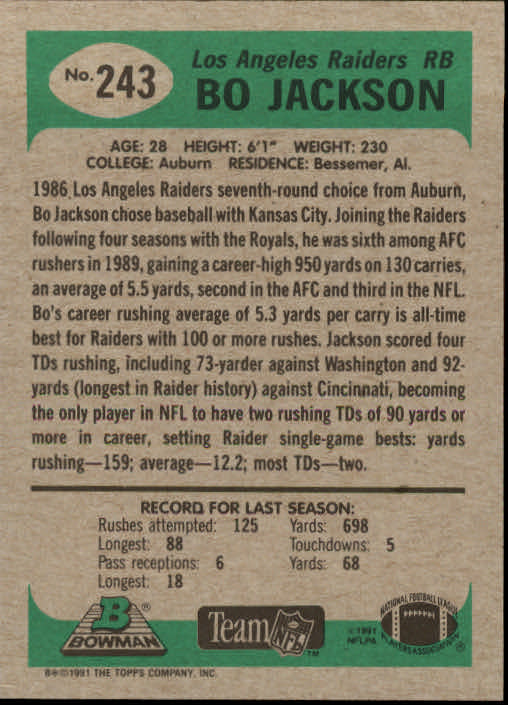 No. 243
Los Angeles Raiders RB
BO JACKSON
AGE: 28 HEIGHT: 6'1" WEIGHT: 230
COLLEGE: Auburn RESIDENCE: Bessemer, Al.
1986 Los Angeles Raiders seventh-round choice from Auburn,
Bo Jackson chose baseball with Kansas City. Joining the Raiders
following four seasons with the Royals, he was sixth among AFC
rushers in 1989, gaining a career-high 950 yards on 130 carries,
an average of 5.5 yards, second in the AFC and third in the NFL.
Bo's career rushing average of 5.3 yards per carry is all-time
best for Raiders with 100 or more rushes. Jackson scored four
TDs rushing, including 73-yarder against Washington and 92-
yards (longest in Raider history) against Cincinnati, becoming
the only player in NFL to have two rushing TDs of 90 yards or
more in career, setting Raider single-game bests: yards
rushing—159; average—12.2; most TDs—two.
RECORD FOR LAST SEASON:
Rushes attempted: 125 Yards: 698
Longest: 88 Touchdowns: 5
Pass receptions: 6 Yards: 68
Longest: 18
B ®
BOWMAN
Team NFL ™
©1991
NFLPA
NATIONAL FOOTBALL LEAGUE
PLAYERS ASSOCIATION
B®©1991 THE TOPPS COMPANY, INC.